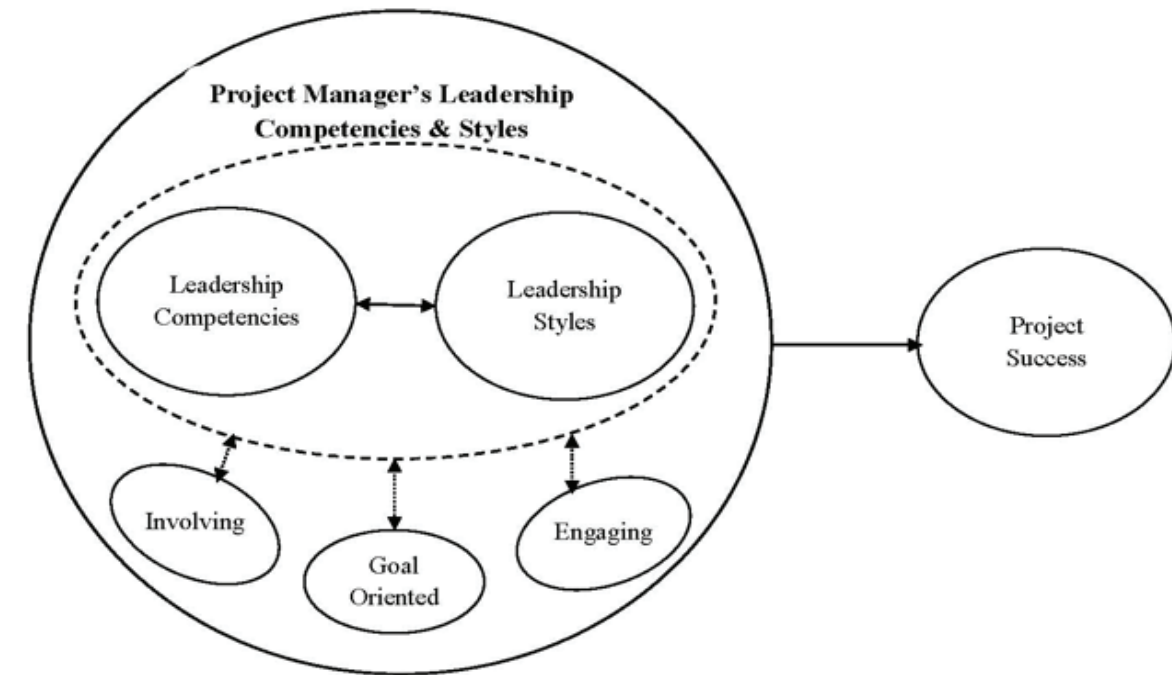 Project Manager’s Leadership
Competencies & Styles
Leadership
Competencies
Leadership
Styles
Project
Success
Involving
Goal
Oriented
Engaging